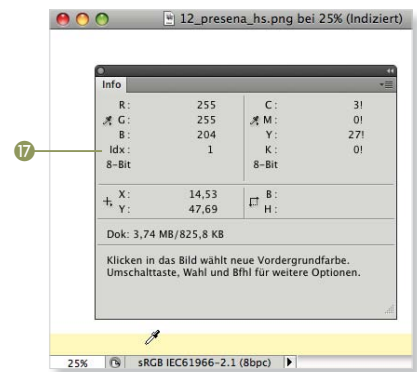 12_presena_hs.png bei 25% (Indiziert)
Info
R: 255 C: 3!
G: 255 M: 0!
B: 204 Y: 27!
17 Idx: 1 K: 0!
8-Bit 8-Bit
X: 14,53 B:
Y: 47,69 H:
Dok: 3,74 MB/825,8 KB
Klicken in das Bild wählt neue Vordergrundfarbe.
Umschalttaste, Wahl und Bfhl für weitere Optionen.
25% sRGB IEC61966-2.1 (8bpc)